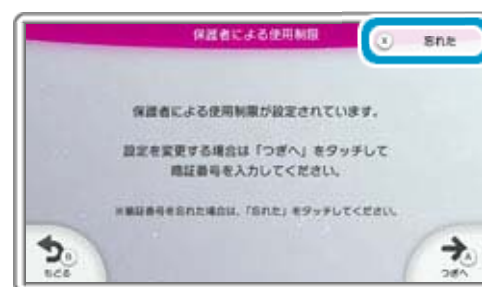 保護者による使用制限
X 忘れた
保護者による使用制限が設定されています。
設定を変更する場合は「つぎへ」をタッチして
暗証番号を入力してください。
※暗証番号を忘れた場合は、「忘れた」をタッチしてください。
B もどる
A つぎへ